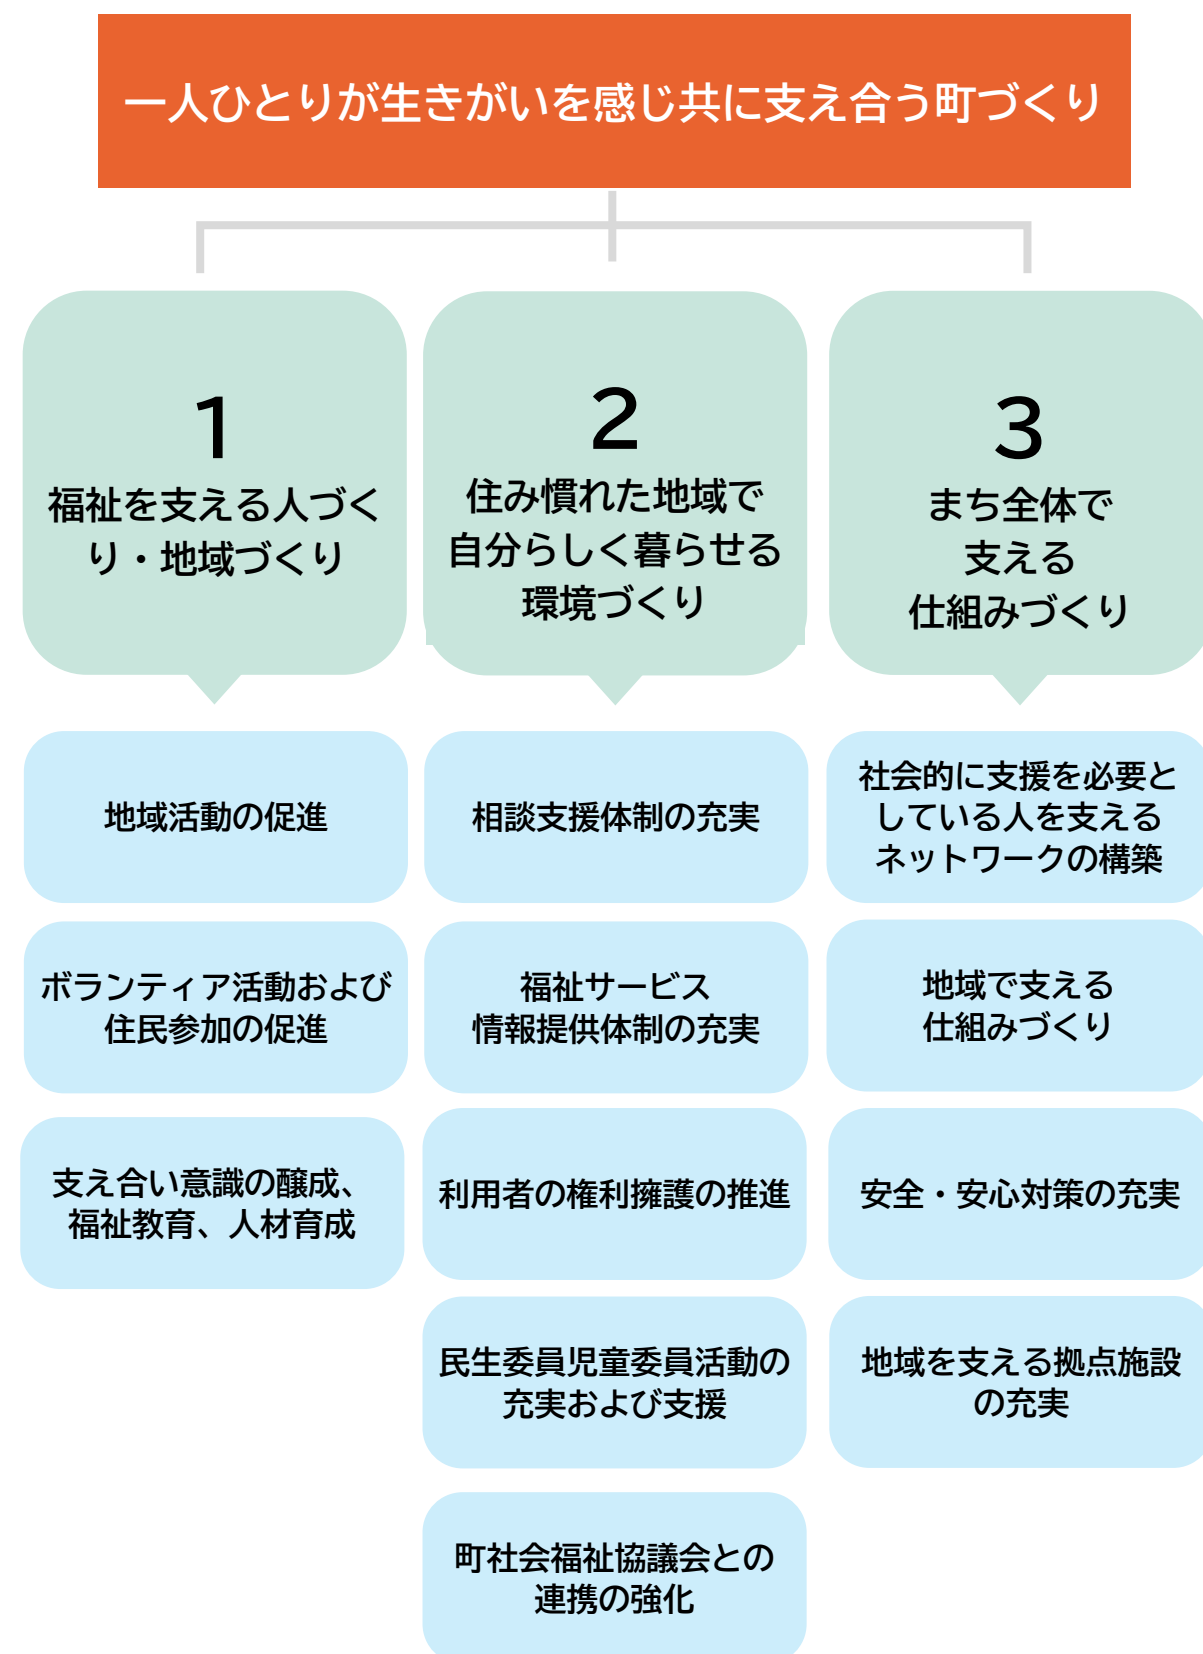 一人ひとりが生きがいを感じ共に支え合う町づくり
1
福祉を支える人づく
り・地域づくり
2
住み慣れた地域で
自分らしく暮らせる
環境づくり
3
まち全体で
支える
仕組みづくり
地域活動の促進
ボランティア活動および
住民参加の促進
支え合い意識の醸成、
福祉教育、人材育成
相談支援体制の充実
福祉サービス
情報提供体制の充実
利用者の権利擁護の推進
民生委員児童委員活動の
充実および支援
町社会福祉協議会との
連携の強化
社会的に支援を必要と
している人を支える
ネットワークの構築
地域で支える
仕組みづくり
安全・安心対策の充実
地域を支える拠点施設
の充実